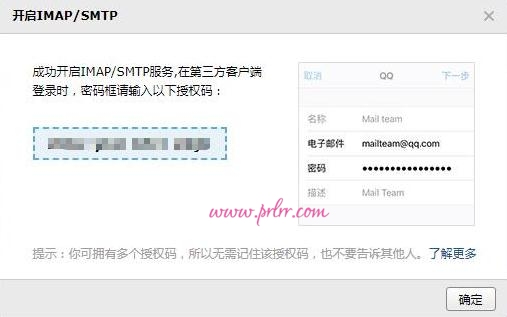 开启IMAP/SMTP
成功开启IMAP/SMTP服务,在第三方客户端
登录时，密码框请输入以下授权码：
取消 QQ 下一步
名称 Mail team
电子邮件 mailteam@qq.com
密码 ••••••••••••••••
描述 Mail Team
www.prlrr.com
提示：你可拥有多个授权码，所以无需记住该授权码，也不要告诉其他人。了解更多
确定